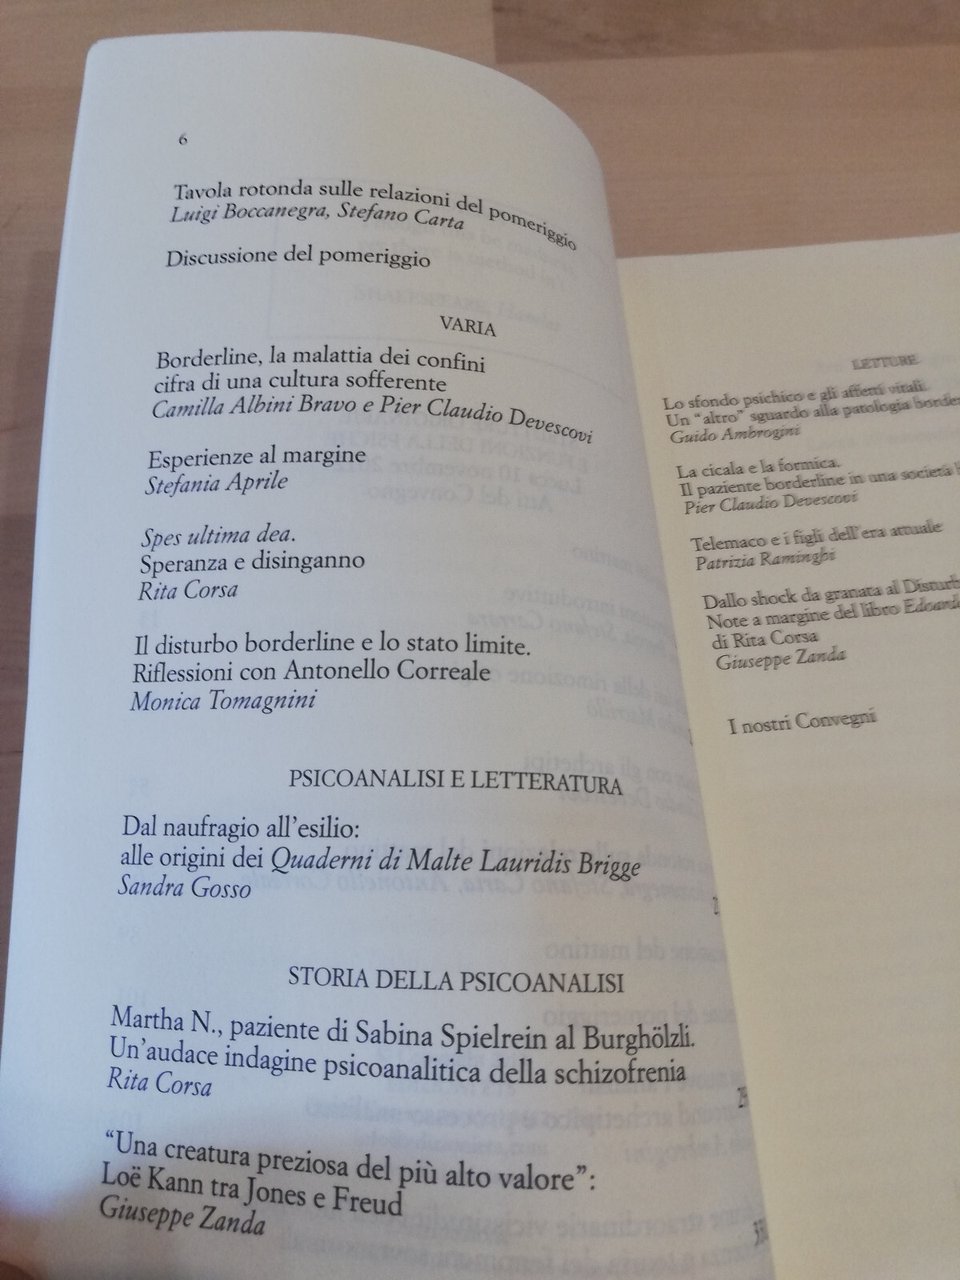 6
Tavola rotonda sulle relazioni del pomeriggio
Luigi Boccanegra, Stefano Carta
Discussione del pomeriggio
VARIA
Borderline, la malattia dei confini
cifra di una cultura sofferente
Camilla Albini Bravo e Pier Claudio Devescovi
Esperienze al margine
Stefania Aprile
Spes ultima dea.
Speranza e disinganno
Rita Corsa
Il disturbo borderline e lo stato limite.
Riflessioni con Antonello Correale
Monica Tomagnini
PSICOANALISI E LETTERATURA
Dal naufragio all'esilio:
alle origini dei Quaderni di Malte Lauridis Brigge
Sandra Gosso
STORIA DELLA PSICOANALISI
Martha N., paziente di Sabina Spielrein al Burghölzli.
Un'audace indagine psicoanalitica della schizofrenia
Rita Corsa
"Una creatura preziosa del più alto valore":
Loë Kann tra Jones e Freud
Giuseppe Zanda
LETTURE
Lo sfondo psichico e gli affetti vitali.
Un "altro" sguardo alla patologia border
Guido Ambrogini
La cicala e la formica.
Il paziente borderline in una società
Pier Claudio Devescovi
Telemaco e i figli dell'era attuale
Patrizia Raminghi
Dallo shock da granata al Disturb
Note a margine del libro Edoardo
di Rita Corsa
Giuseppe Zanda
I nostri Convegni